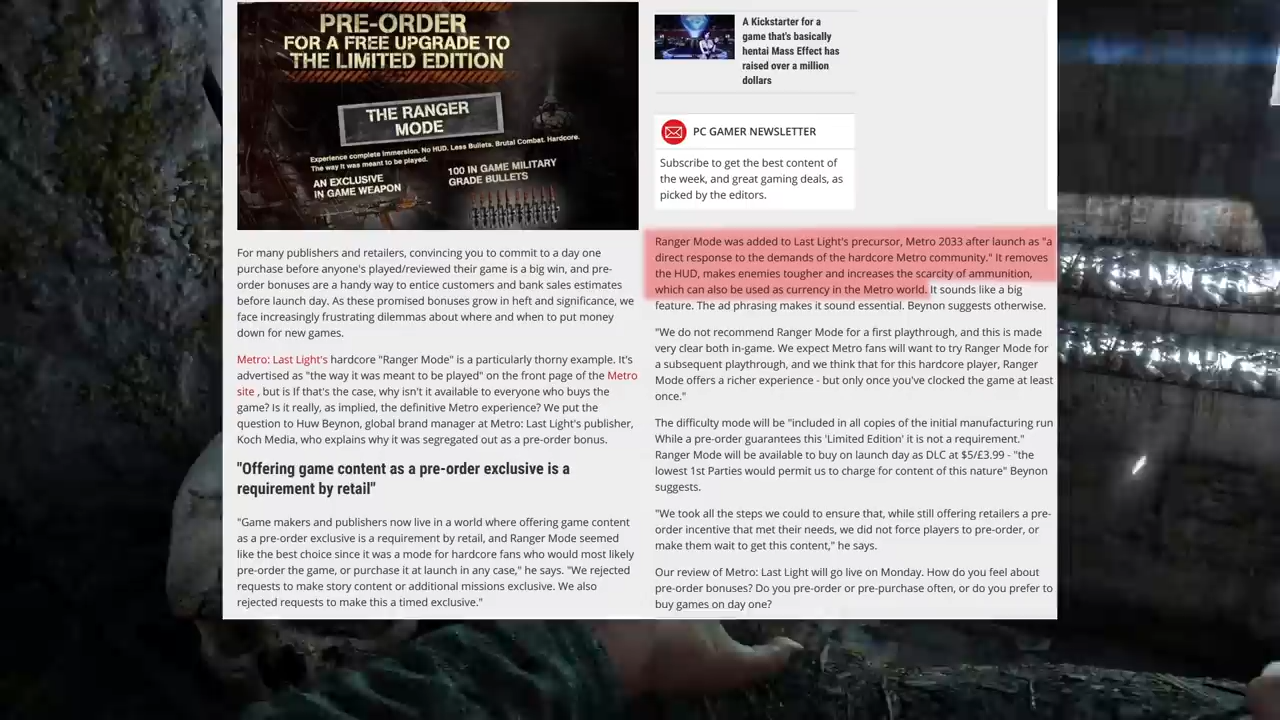 PRE-ORDER
FOR A FREE UPGRADE TO
THE LIMITED EDITION
THE RANGER
MODE
Experience complete immersion. No HUD. Less Bullets. Brutal Combat. Hardcore.
The way it was meant to be played.
AN EXCLUSIVE
IN GAME WEAPON
100 IN GAME MILITARY
GRADE BULLETS
For many publishers and retailers, convincing you to commit to a day one
purchase before anyone's played/reviewed their game is a big win, and pre-
order bonuses are a handy way to entice customers and bank sales estimates
before launch day. As these promised bonuses grow in heft and significance, we
face increasingly frustrating dilemmas about where and when to put money
down for new games.
Metro: Last Light's hardcore "Ranger Mode" is a particularly thorny example. It's
advertised as "the way it was meant to be played" on the front page of the Metro
site , but is If that's the case, why isn't it available to everyone who buys the
game? Is it really, as implied, the definitive Metro experience? We put the
question to Huw Beynon, global brand manager at Metro: Last Light's publisher,
Koch Media, who explains why it was segregated out as a pre-order bonus.
"Offering game content as a pre-order exclusive is a
requirement by retail"
"Game makers and publishers now live in a world where offering game content
as a pre-order exclusive is a requirement by retail, and Ranger Mode seemed
like the best choice since it was a mode for hardcore fans who would most likely
pre-order the game, or purchase it at launch in any case," he says. "We rejected
requests to make story content or additional missions exclusive. We also
rejected requests to make this a timed exclusive."
A Kickstarter for a
game that's basically
hentai Mass Effect has
raised over a million
dollars
PC GAMER NEWSLETTER
Subscribe to get the best content of
the week, and great gaming deals, as
picked by the editors.
Ranger Mode was added to Last Light's precursor, Metro 2033 after launch as "a
direct response to the demands of the hardcore Metro community." It removes
the HUD, makes enemies tougher and increases the scarcity of ammunition,
which can also be used as currency in the Metro world. It sounds like a big
feature. The ad phrasing makes it sound essential. Beynon suggests otherwise.
"We do not recommend Ranger Mode for a first playthrough, and this is made
very clear both in-game. We expect Metro fans will want to try Ranger Mode for
a subsequent playthrough, and we think that for this hardcore player, Ranger
Mode offers a richer experience - but only once you've clocked the game at least
once."
The difficulty mode will be "included in all copies of the initial manufacturing run
While a pre-order guarantees this 'Limited Edition' it is not a requirement."
Ranger Mode will be available to buy on launch day as DLC at $5/£3.99 - "the
lowest 1st Parties would permit us to charge for content of this nature" Beynon
suggests.
"We took all the steps we could to ensure that, while still offering retailers a pre-
order incentive that met their needs, we did not force players to pre-order, or
make them wait to get this content," he says.
Our review of Metro: Last Light will go live on Monday. How do you feel about
pre-order bonuses? Do you pre-order or pre-purchase often, or do you prefer to
buy games on day one?